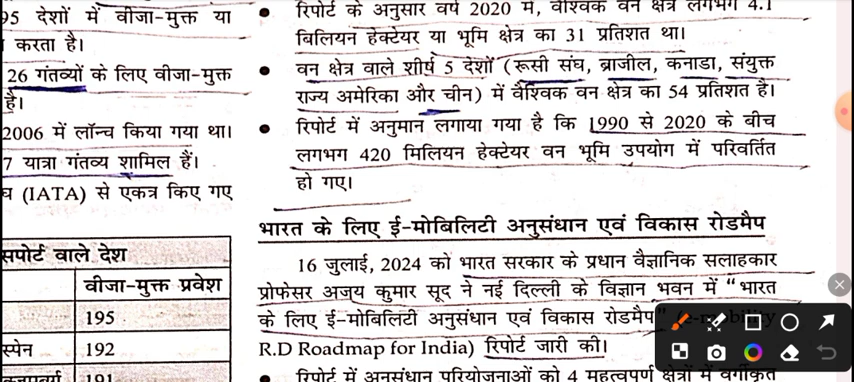 95 देशों में वीजा-मुक्त या
करता है।
26 गंतव्यों के लिए वीजा-मुक्त
है।
2006 में लॉन्च किया गया था।
7 यात्रा गंतव्य शामिल हैं।
(IATA) से एकत्र किए गए
वाले देश
वीजा-मुक्त प्रवेश
195
स्पेन 192
191
• रिपोर्ट के अनुसार वर्ष 2020 में, वैश्विक वन क्षेत्र लगभग 4.1
बिलियन हेक्टेयर या भूमि क्षेत्र का 31 प्रतिशत था।
• वन क्षेत्र वाले शीर्ष 5 देशों (रूसी संघ, ब्राजील, कनाडा, संयुक्त
राज्य अमेरिका और चीन) में वैश्विक वन क्षेत्र का 54 प्रतिशत है।
• रिपोर्ट में अनुमान लगाया गया है कि 1990 से 2020 के बीच
लगभग 420 मिलियन हेक्टेयर वन भूमि उपयोग में परिवर्तित
हो गए।
भारत के लिए ई-मोबिलिटी अनुसंधान एवं विकास रोडमैप
16 जुलाई, 2024 को भारत सरकार के प्रधान वैज्ञानिक सलाहकार
प्रोफेसर अजय कुमार सूद ने नई दिल्ली के विज्ञान भवन में "भारत
के लिए ई-मोबिलिटी अनुसंधान एवं विकास रोडमैप" (e-mobility
R.D Roadmap for India) रिपोर्ट जारी की।
• रिपोर्ट में अनुसंधान परियोजनाओं को 4 महत्वपूर्ण क्षेत्रों में वर्गीकृत